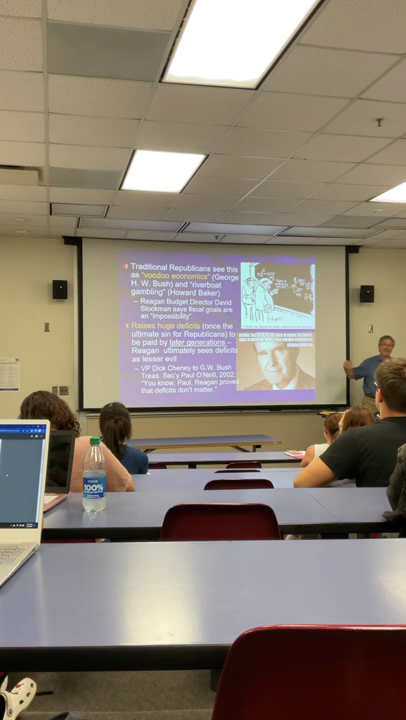 Traditional Republicans see this
as "voodoo economics" (George
H. W. Bush) and "riverboat
gambling" (Howard Baker)
– Reagan Budget Director David
Stockman says fiscal goals are
an "impossibility"
Raises huge deficits (once the
ultimate sin for Republicans) to
be paid by later generations –
Reagan ultimately sees deficits
as lesser evil
– VP Dick Cheney to G.W. Bush
Treas. Sec'y Paul O'Neill, 2002:
"You know, Paul, Reagan proved
that deficits don't matter."
100%